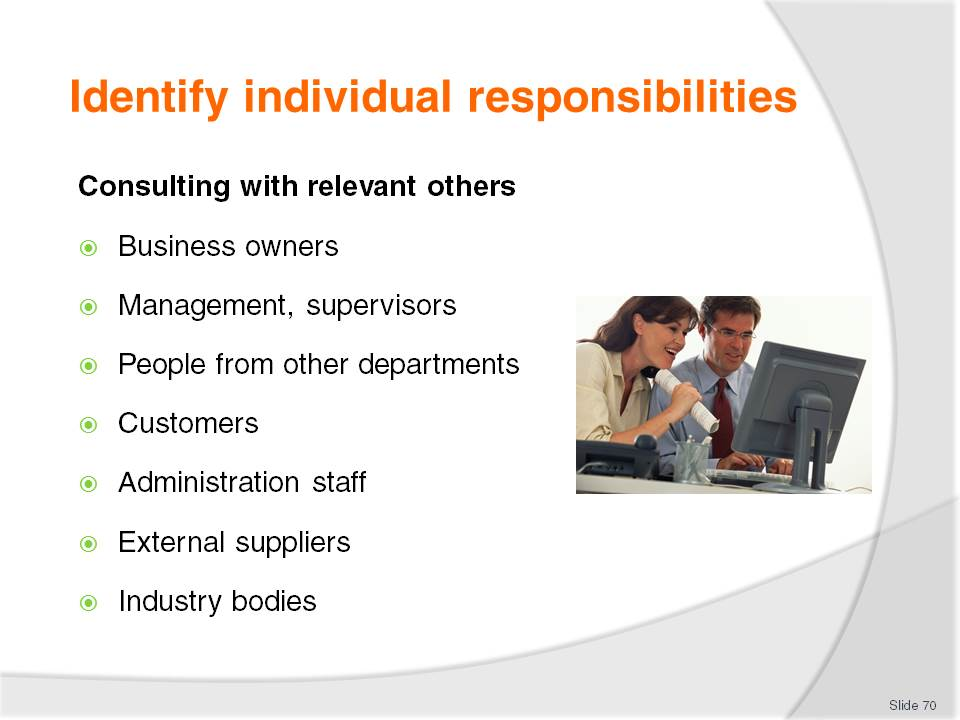 Identify individual responsibilities
Consulting with relevant others
Business owners
Management, supervisors
People from other departments
Customers
Administration staff
External suppliers
Industry bodies
Slide 70